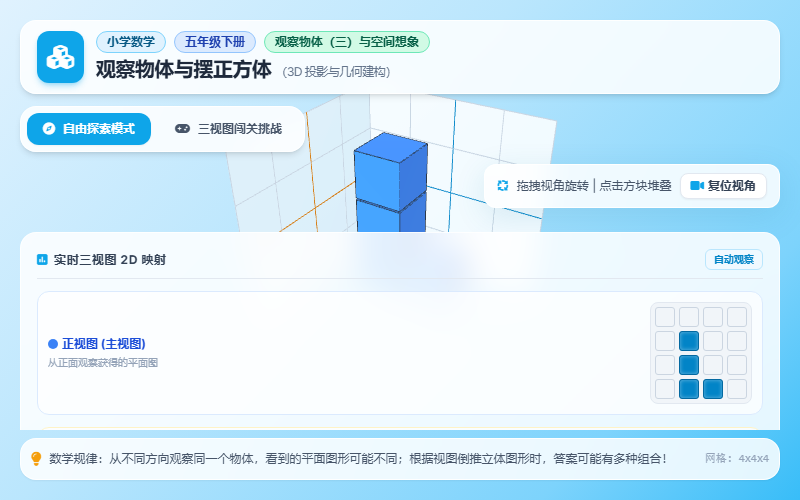 小学数学 五年级下册 观察物体（三）与空间想象
观察物体与摆正方体 （3D 投影与几何建构）
自由探索模式 三视图闯关挑战
拖拽视角旋转 | 点击方块堆叠 复位视角
实时三视图 2D 映射 自动观察
正视图 (主视图)
从正面观察获得的平面图
数学规律：从不同方向观察同一个物体，看到的平面图形可能不同；根据视图倒推立体图形时，答案可能有多种组合！ 网格: 4x4x4